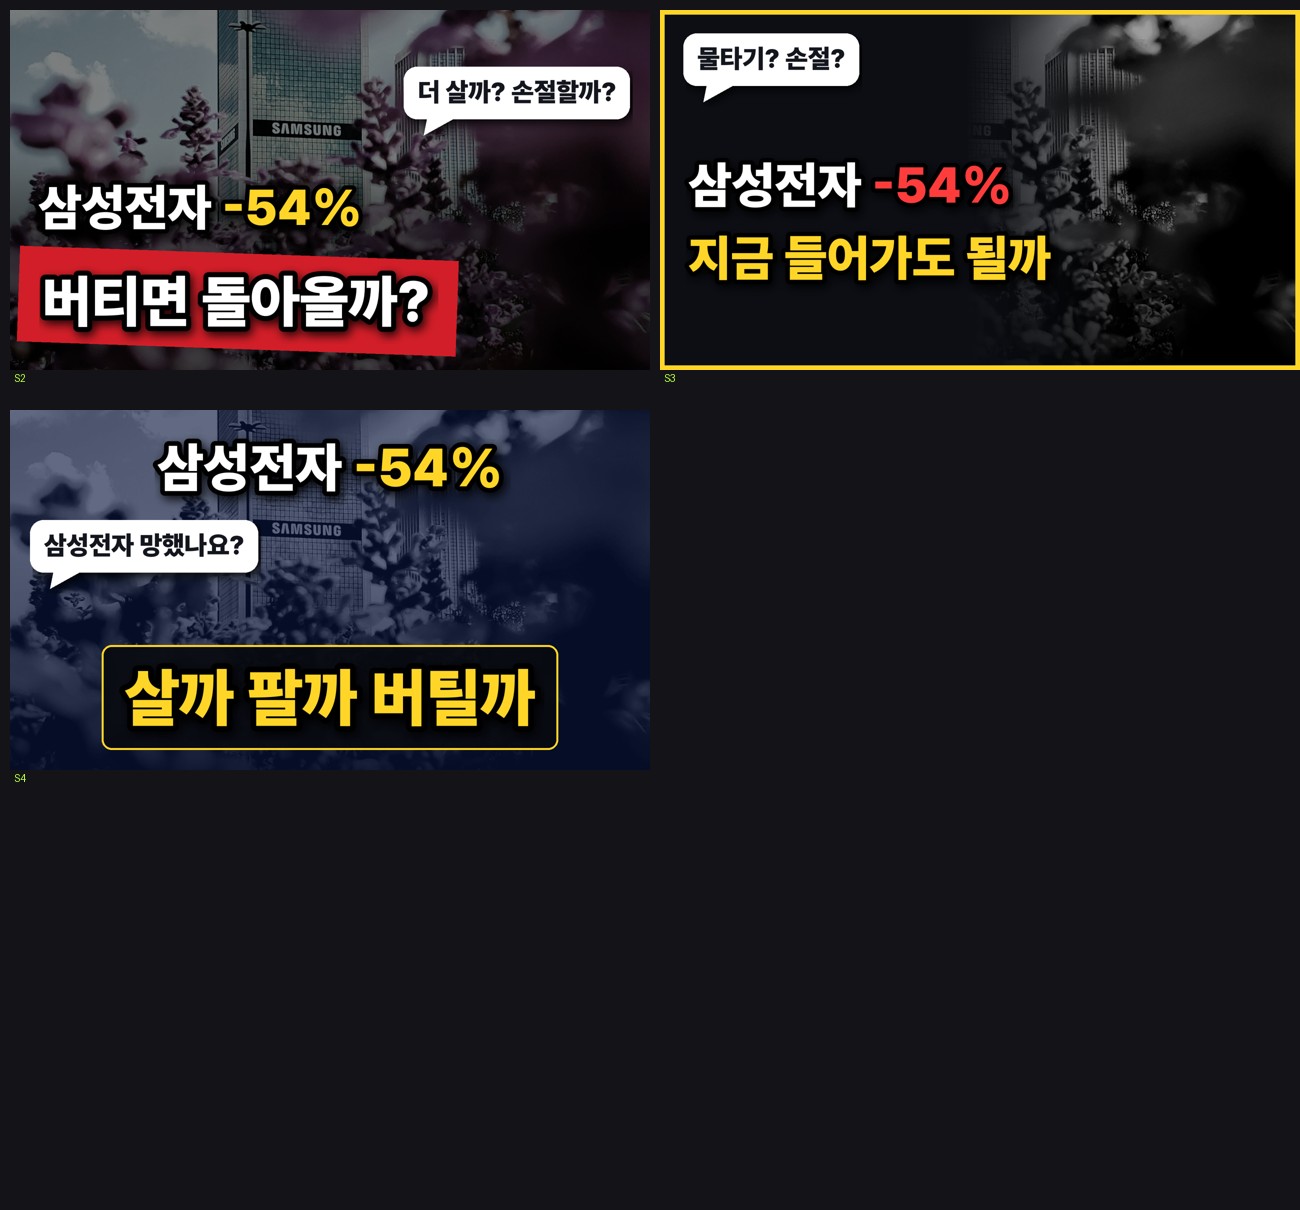 더 살까? 손절할까?
SAMSUNG
삼성전자 -54%
버티면 돌아올까?
S2
물타기? 손절?
삼성전자 -54%
지금 들어가도 될까
S3
삼성전자 -54%
SAMSUNG
삼성전자 망했나요?
살까 팔까 버틸까
S4